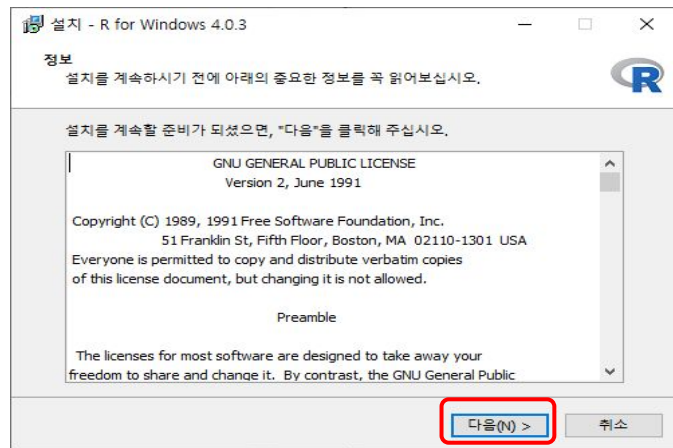 설치 - R for Windows 4.0.3
정보
설치를 계속하시기 전에 아래의 중요한 정보를 꼭 읽어보십시오.
R
설치를 계속할 준비가 되셨으면, "다음"을 클릭해 주십시오.
GNU GENERAL PUBLIC LICENSE
Version 2, June 1991
Copyright (C) 1989, 1991 Free Software Foundation, Inc.
51 Franklin St, Fifth Floor, Boston, MA  02110-1301  USA
Everyone is permitted to copy and distribute verbatim copies
of this license document, but changing it is not allowed.
Preamble
The licenses for most software are designed to take away your
freedom to share and change it.  By contrast, the GNU General Public
다음(N) >
취소